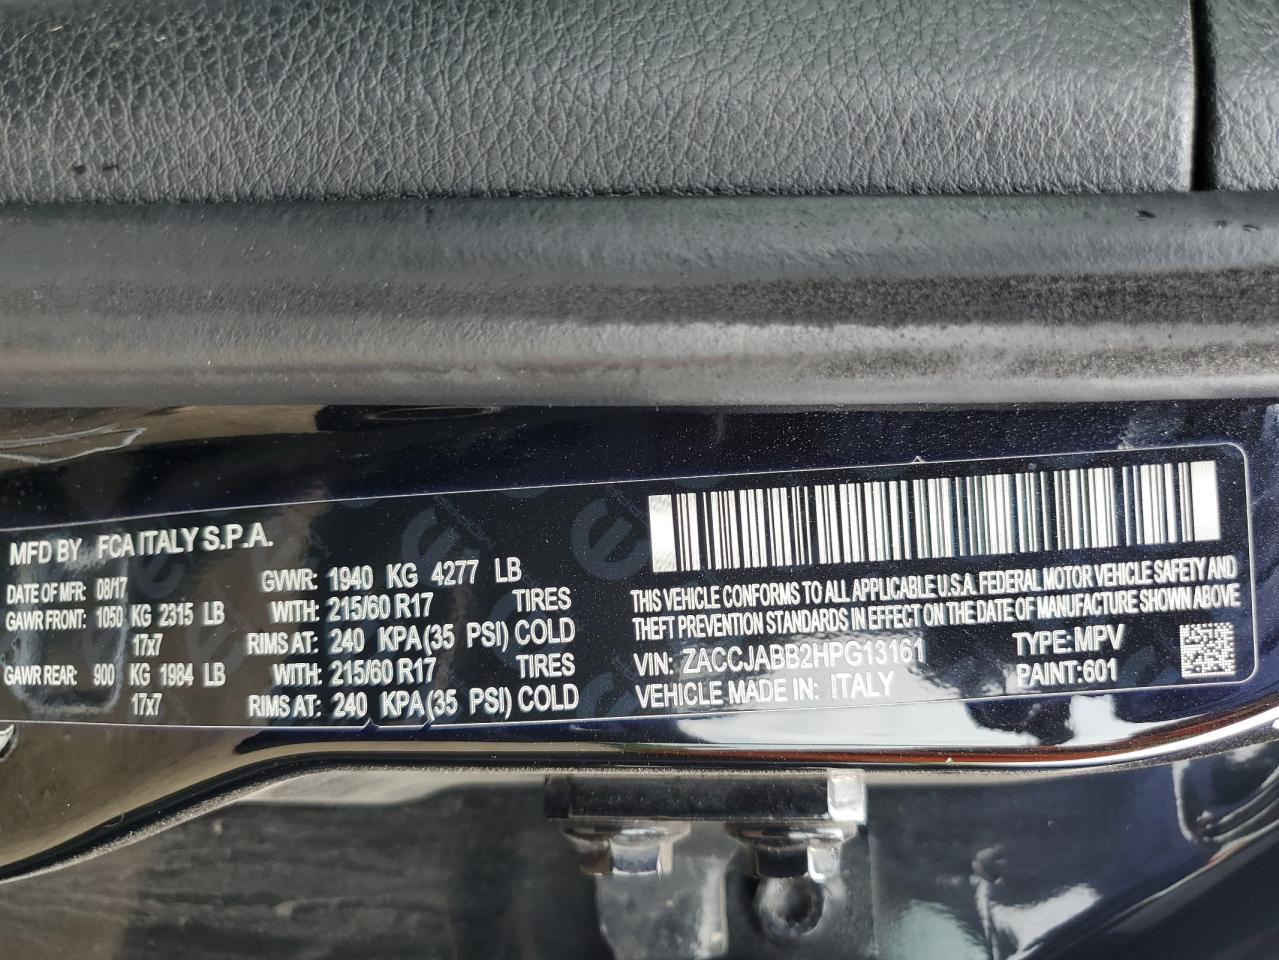 MFD BY FCA ITALY S.P.A.
DATE OF MFR: 08/17 GVWR: 1940 KG 4277 LB
GAWR FRONT: 1050 KG 2315 LB WITH: 215/60 R17 TIRES
17x7 RIMS AT: 240 KPA(35 PSI) COLD
GAWR REAR: 900 KG 1984 LB WITH: 215/60 R17 TIRES
17x7 RIMS AT: 240 KPA(35 PSI) COLD
THIS VEHICLE CONFORMS TO ALL APPLICABLE U.S.A. FEDERAL MOTOR VEHICLE SAFETY AND
THEFT PREVENTION STANDARDS IN EFFECT ON THE DATE OF MANUFACTURE SHOWN ABOVE
VIN: ZACCJABB2HPG13161 TYPE: MPV
VEHICLE MADE IN: ITALY PAINT:601